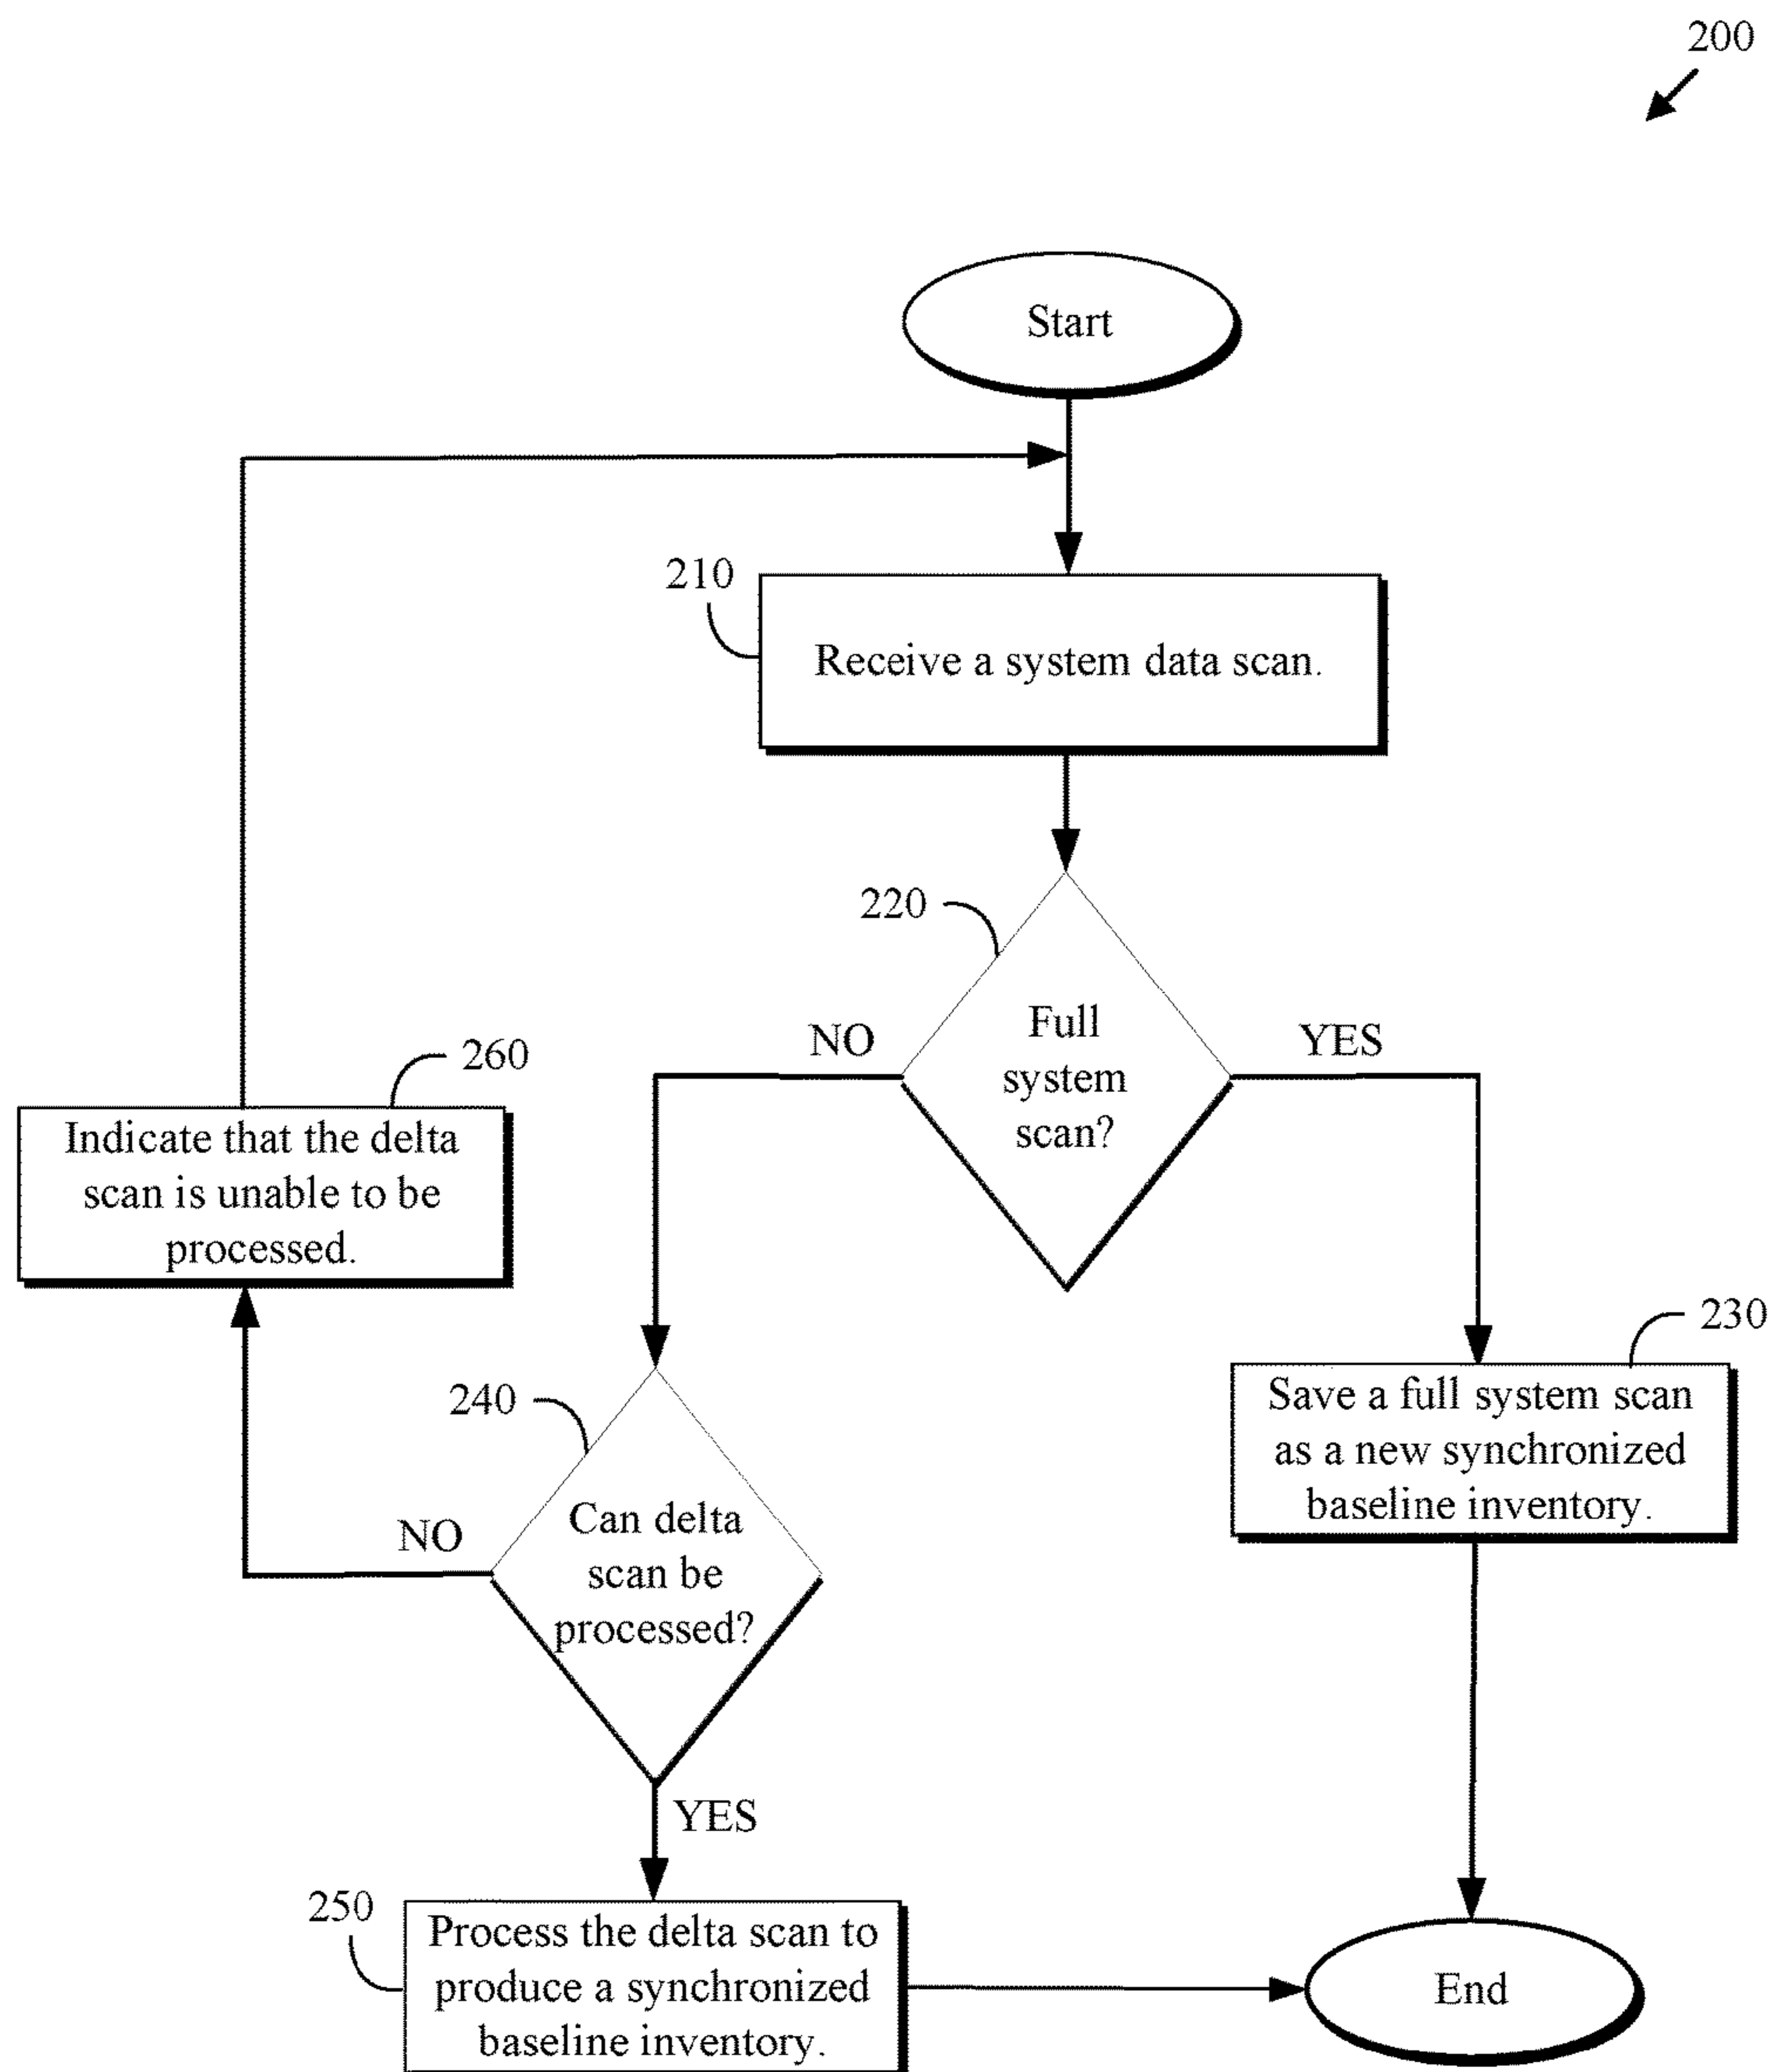 200
Start
210
Receive a system data scan.
220
Full
system
scan?
NO
YES
260
Indicate that the delta
scan is unable to be
processed.
230
Save a full system scan
as a new synchronized
baseline inventory.
240
Can delta
scan be
processed?
NO
YES
250
Process the delta scan to
produce a synchronized
baseline inventory.
End